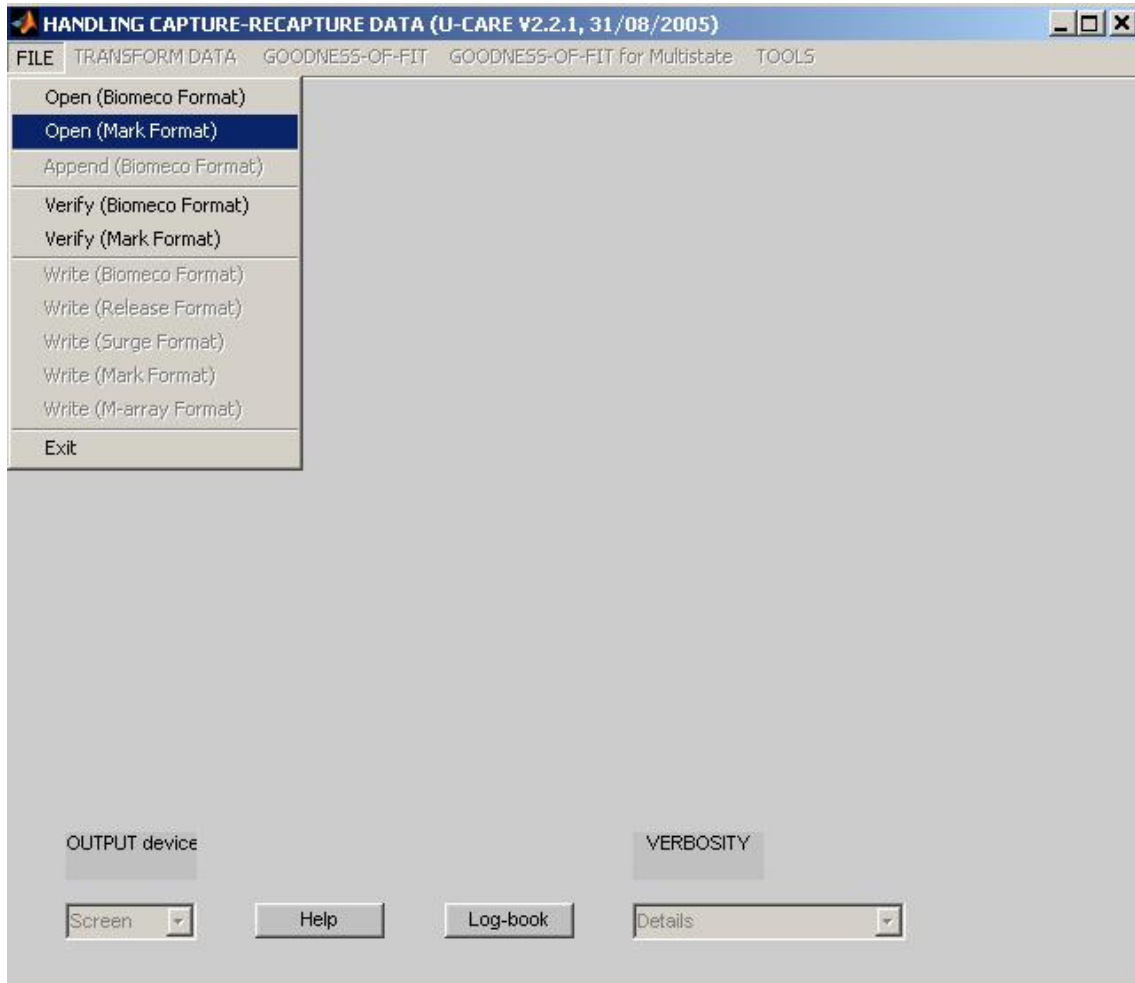 HANDLING CAPTURE-RECAPTURE DATA (U-CARE V2.2.1, 31/08/2005)
FILE TRANSFORM DATA GOODNESS-OF-FIT GOODNESS-OF-FIT for Multistate TOOLS
Open (Biomeco Format)
Open (Mark Format)
Append (Biomeco Format)
Verify (Biomeco Format)
Verify (Mark Format)
Write (Biomeco Format)
Write (Release Format)
Write (Surge Format)
Write (Mark Format)
Write (M-array Format)
Exit
OUTPUT device VERBOSITY
Screen Help Log-book Details